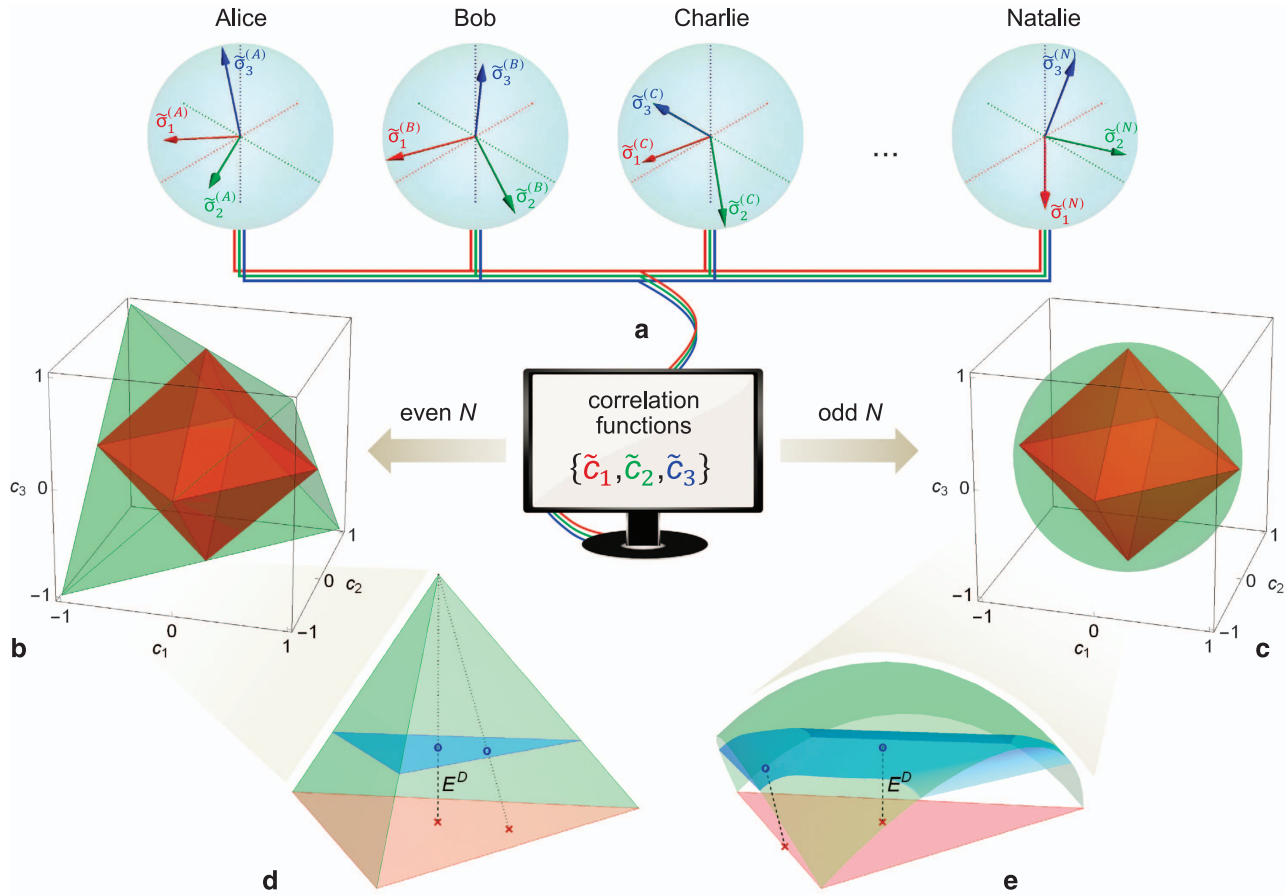 Alice
Bob
Charlie
Natalie
σ̃₃⁽ᴬ⁾
σ̃₁⁽ᴬ⁾
σ̃₂⁽ᴬ⁾
σ̃₃⁽ᴮ⁾
σ̃₁⁽ᴮ⁾
σ̃₂⁽ᴮ⁾
σ̃₃⁽ᶜ⁾
σ̃₁⁽ᶜ⁾
σ̃₂⁽ᶜ⁾
...
σ̃₃⁽ᴺ⁾
σ̃₂⁽ᴺ⁾
σ̃₁⁽ᴺ⁾
a
even N
correlation
functions
{c̃₁,c̃₂,c̃₃}
odd N
1
c₃ 0
−1
−1
0
1
c₁
−1
0 c₂
1
b
1
c₃ 0
−1
−1
0
1
c₁
−1
0 c₂
1
c
Eᴰ
d
Eᴰ
e